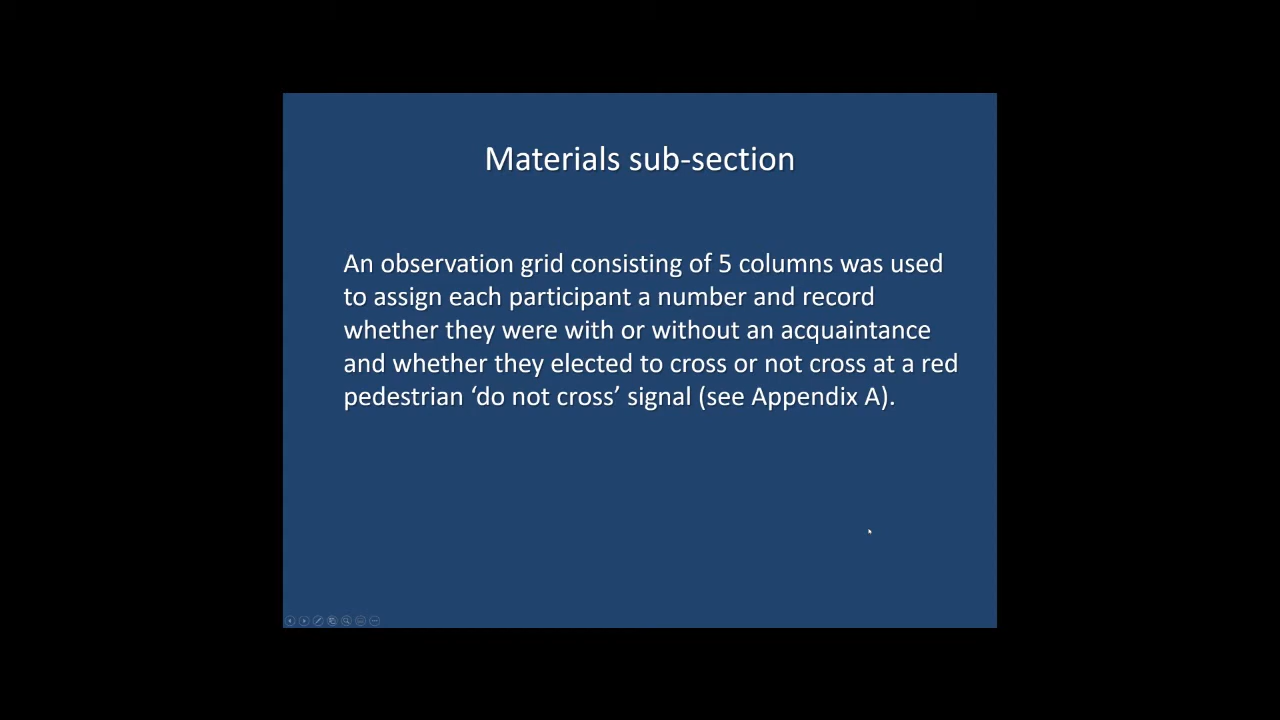 Materials sub-section
An observation grid consisting of 5 columns was used
to assign each participant a number and record
whether they were with or without an acquaintance
and whether they elected to cross or not cross at a red
pedestrian ‘do not cross’ signal (see Appendix A).